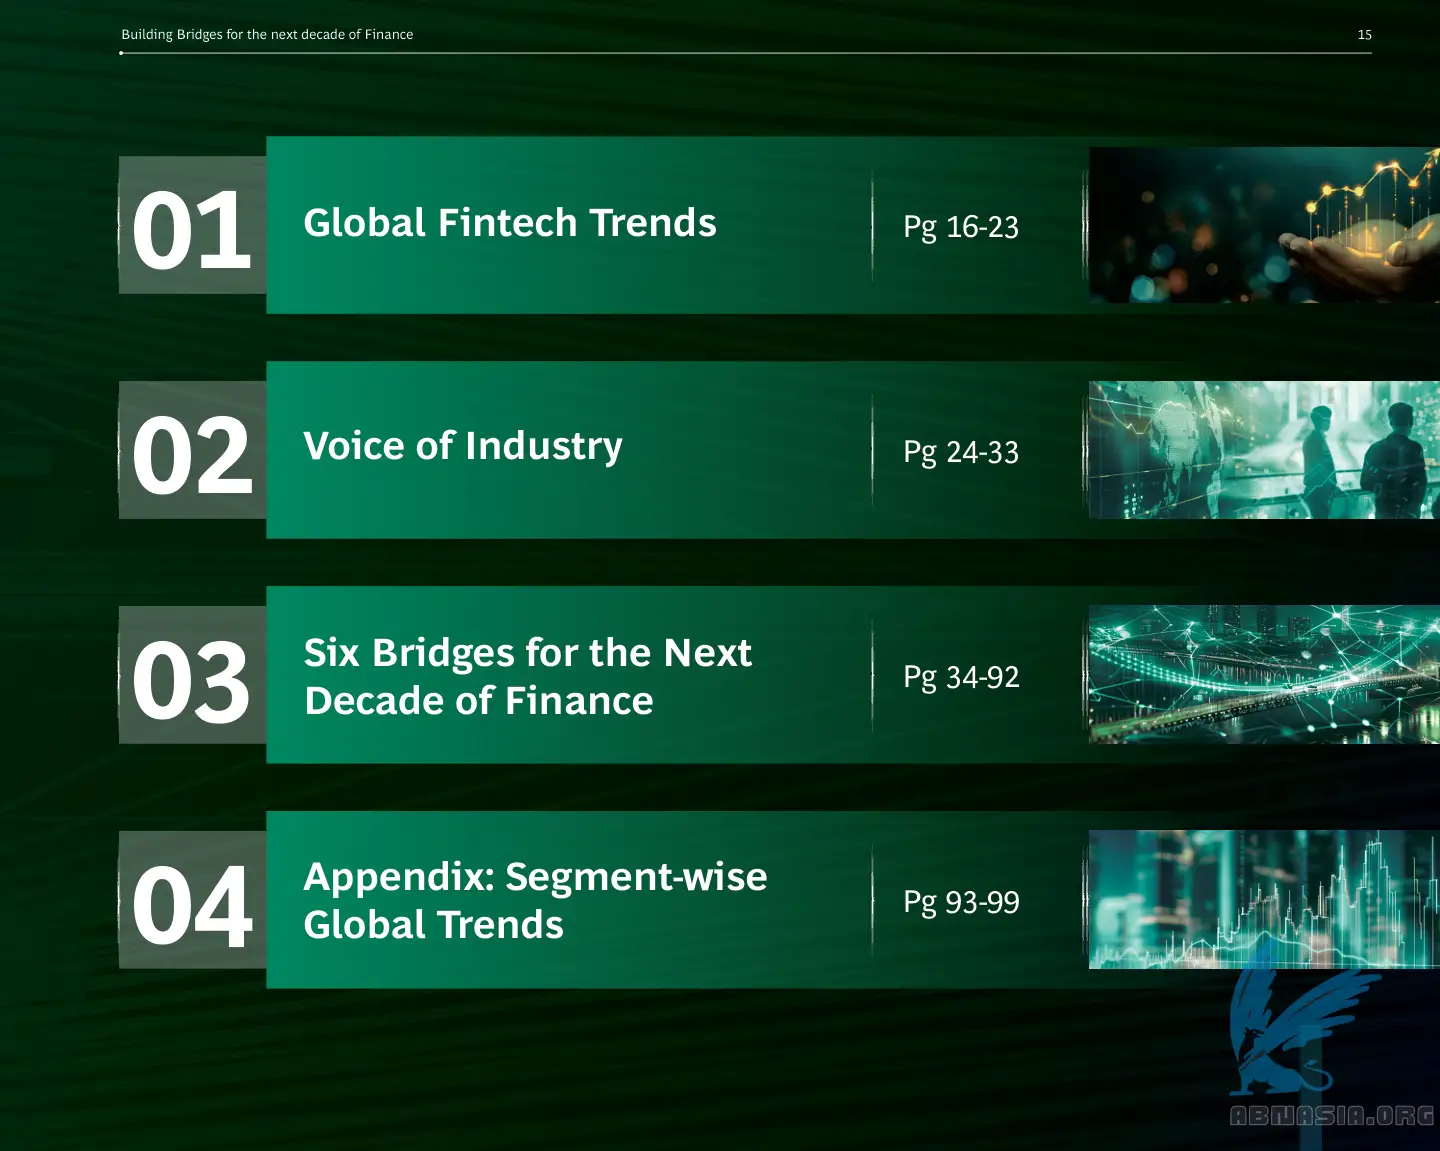 Building Bridges for the next decade of Finance
15
01
Global Fintech Trends
Pg 16-23
02
Voice of Industry
Pg 24-33
03
Six Bridges for the Next
Decade of Finance
Pg 34-92
04
Appendix: Segment-wise
Global Trends
Pg 93-99
ABNASIA.ORG